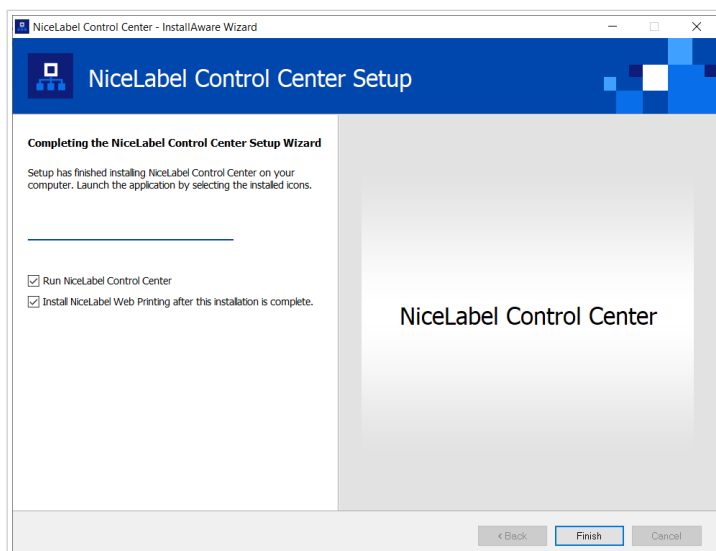 NiceLabel Control Center - InstallAware Wizard
NiceLabel Control Center Setup
Completing the NiceLabel Control Center Setup Wizard
Setup has finished installing NiceLabel Control Center on your
computer. Launch the application by selecting the installed icons.
Run NiceLabel Control Center
Install NiceLabel Web Printing after this installation is complete.
NiceLabel Control Center
< Back
Finish
Cancel